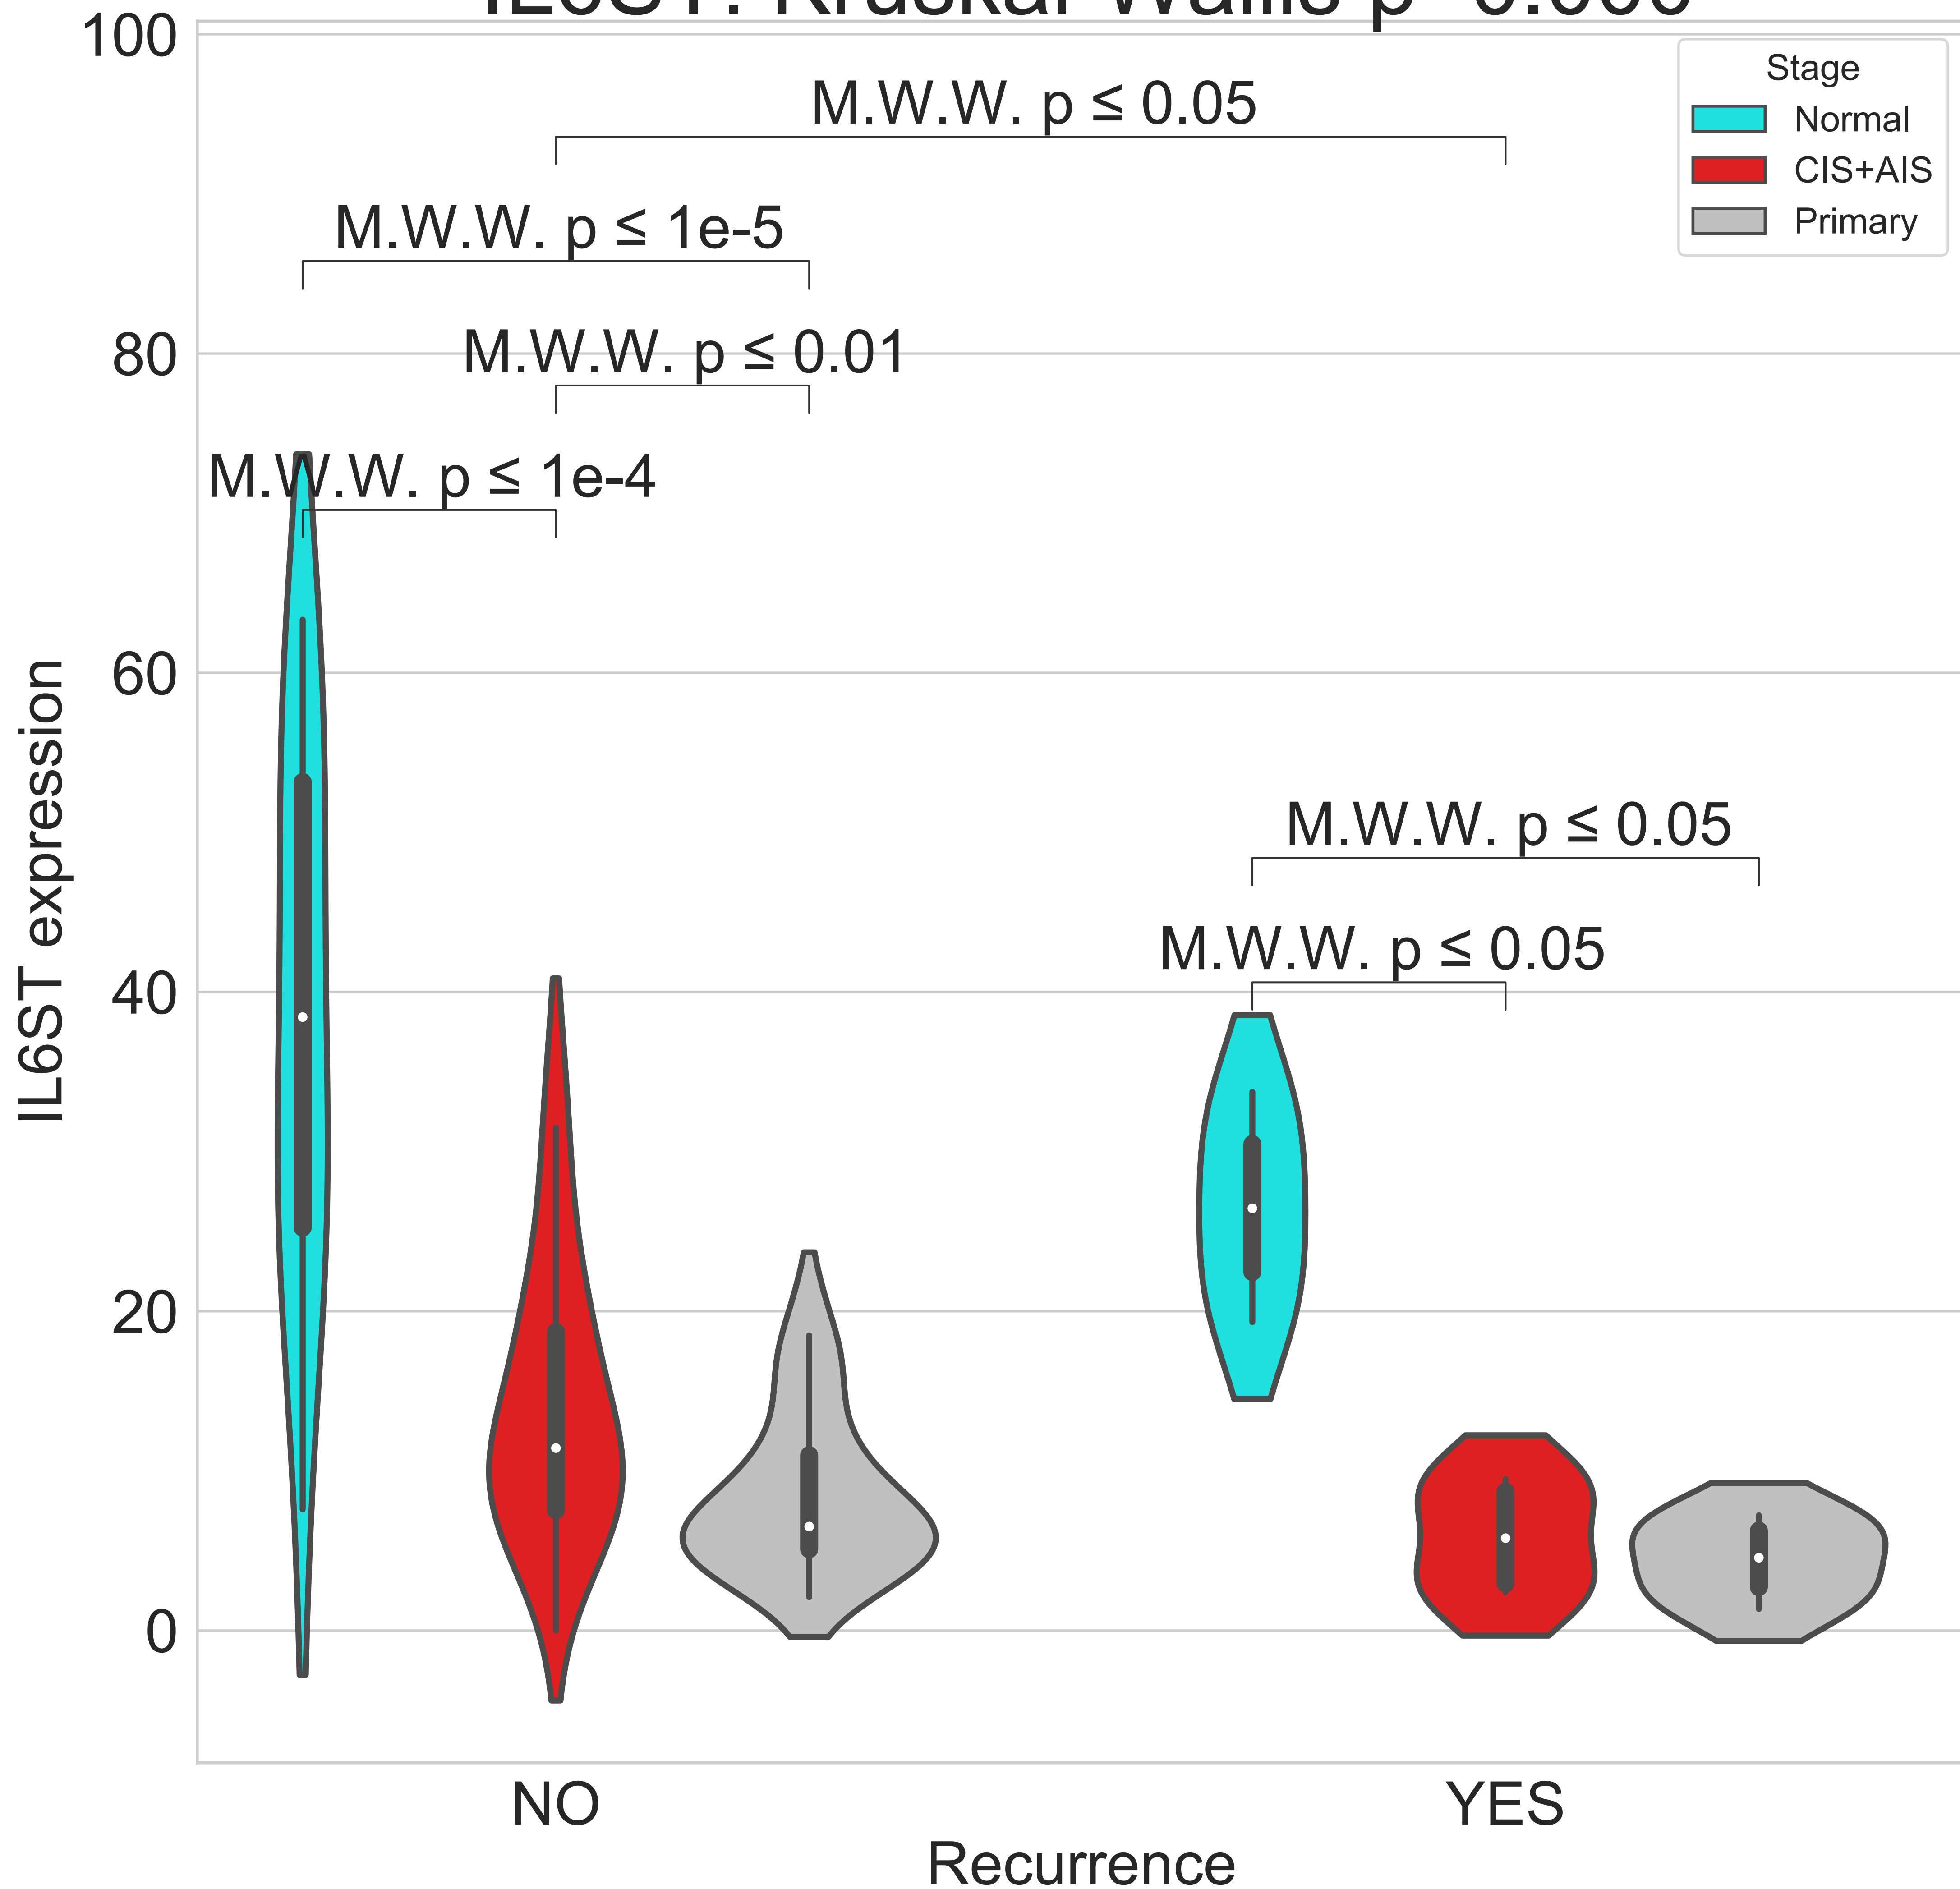 100
M.W.W. p ≤ 0.05
Stage
Normal
CIS+AIS
Primary
M.W.W. p ≤ 1e-5
80
M.W.W. p ≤ 0.01
M.W.W. p ≤ 1e-4
60
IL6ST expression
M.W.W. p ≤ 0.05
M.W.W. p ≤ 0.05
40
20
0
NO
YES
Recurrence